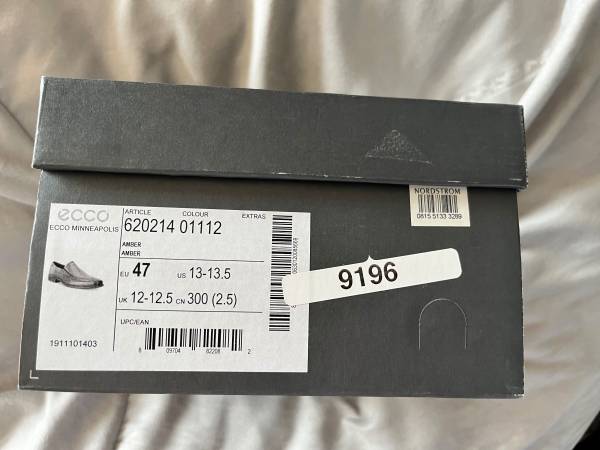 NORDSTROM
0815 5133 3289
ecco
ECCO MINNEAPOLIS
ARTICLE COLOUR EXTRAS
620214 01112
AMBER
AMBER
EU 47 US 13-13.5
UK 12-12.5 CN 300 (2.5)
UPC/EAN
1911101403
9196